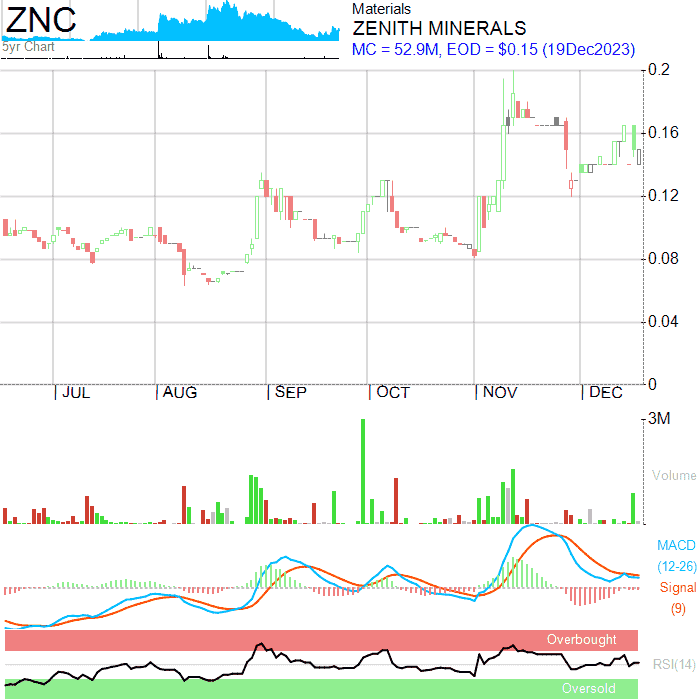 ZNC
5yr Chart
Materials
ZENITH MINERALS
MC = 52.9M, EOD = $0.15 (19Dec2023)
0.2
0.16
0.12
0.08
0.04
0
JUL AUG SEP OCT NOV DEC
3M
Volume
MACD
(12-26)
Signal
(9)
Overbought
RSI(14)
Oversold